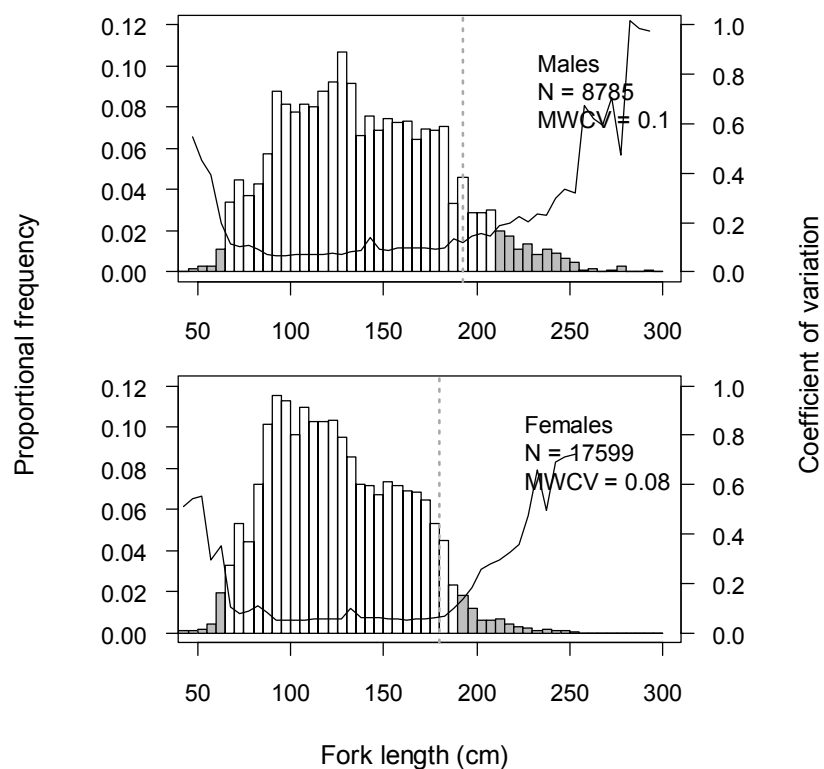 Proportional frequency
Coefficient of variation
0.12
0.10
0.08
0.06
0.04
0.02
0.00
1.0
0.8
0.6
0.4
0.2
0.0
Males
N = 8785
MWCV = 0.1
50 100 150 200 250 300
0.12
0.10
0.08
0.06
0.04
0.02
0.00
1.0
0.8
0.6
0.4
0.2
0.0
Females
N = 17599
MWCV = 0.08
50 100 150 200 250 300
Fork length (cm)